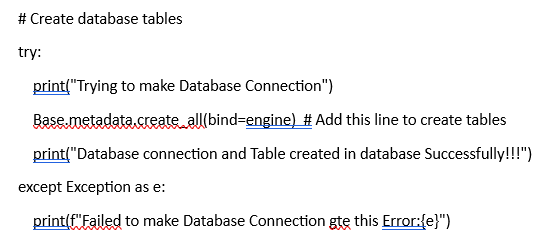 # Create database tables
try:
print("Trying to make Database Connection")
Base.metadata.create_all(bind=engine)  # Add this line to create tables
print("Database connection and Table created in database Successfully!!!")
except Exception as e:
print(f"Failed to make Database Connection gte this Error:{e}")